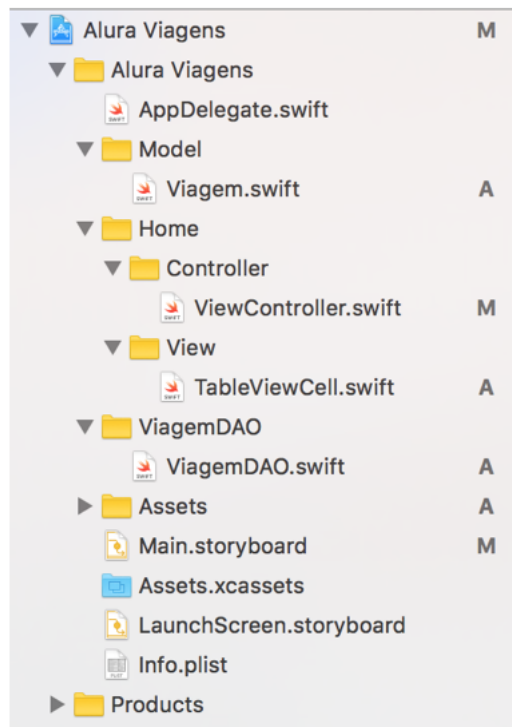 Alura Viagens M
Alura Viagens
AppDelegate.swift
Model
Viagem.swift A
Home
Controller
ViewController.swift M
View
TableViewCell.swift A
ViagemDAO
ViagemDAO.swift A
Assets A
Main.storyboard M
Assets.xcassets
LaunchScreen.storyboard
Info.plist
Products